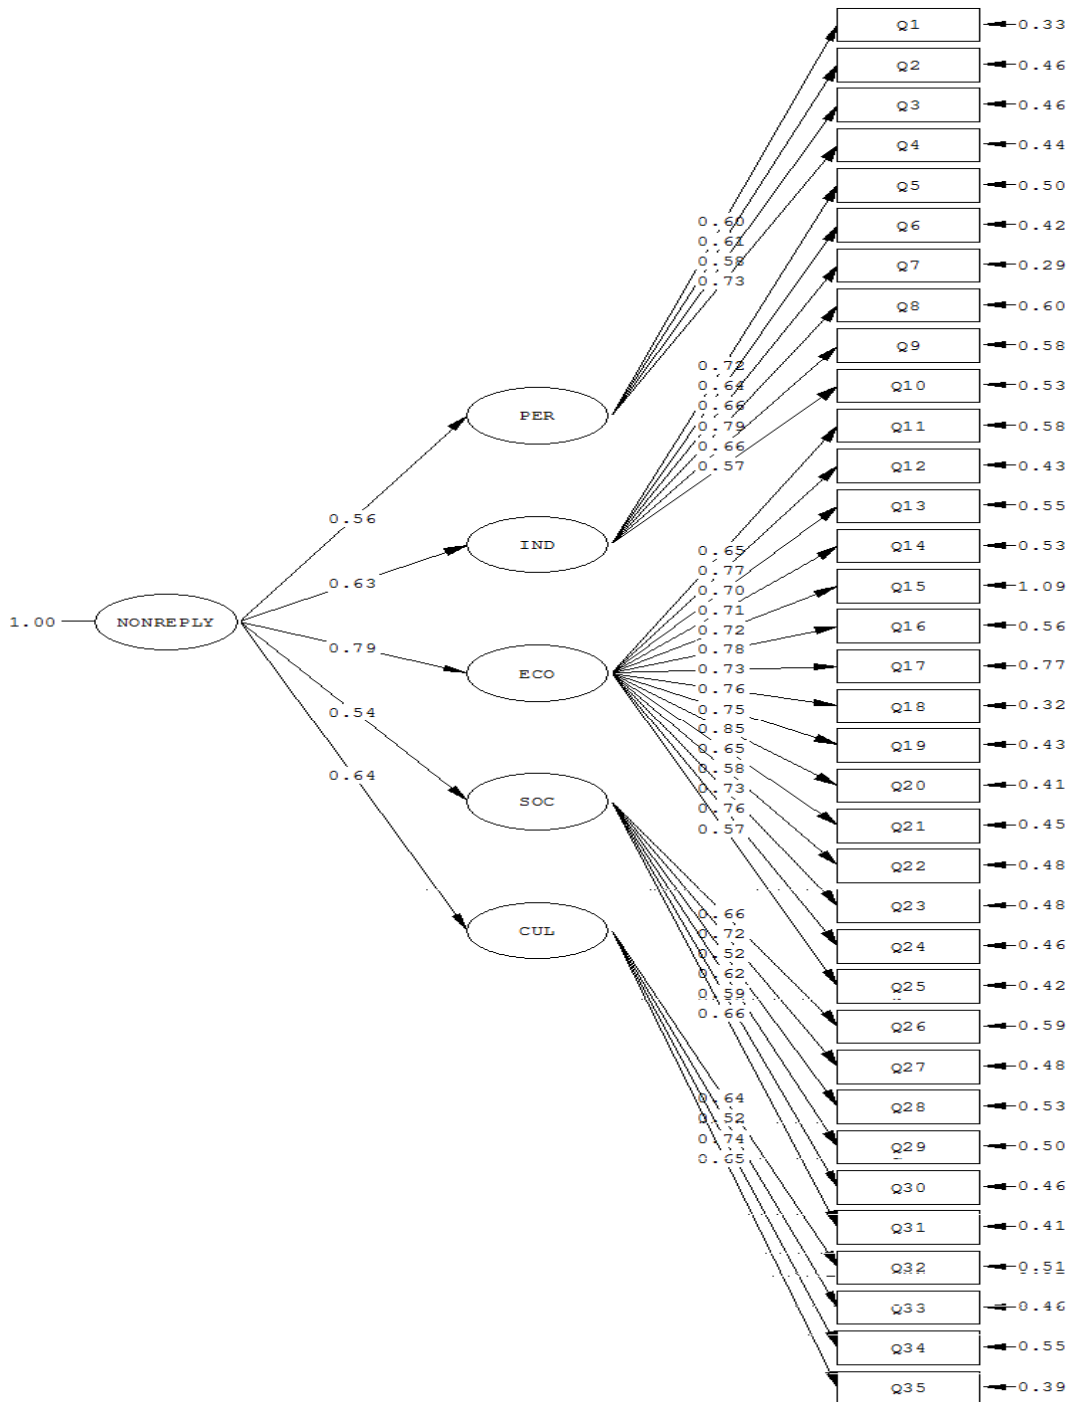 Q1 0.33
Q2 0.46
Q3 0.46
Q4 0.44
Q5 0.50
0.60
Q6 0.42
0.61
0.58
Q7 0.29
0.73
Q8 0.60
Q9 0.58
0.72
0.64
Q10 0.53
0.66
PER
0.79
Q11 0.58
0.66
0.57
Q12 0.43
Q13 0.55
0.56
IND
Q14 0.53
0.65
0.77
0.63
Q15 1.09
0.70
0.71
1.00
NONREPLY
Q16 0.56
0.72
0.79
0.78
Q17 0.77
0.73
ECO
0.76
Q18 0.32
0.75
0.54
0.85
Q19 0.43
0.65
0.58
0.64
Q20 0.41
0.73
SOC
0.76
Q21 0.45
0.57
Q22 0.48
Q23 0.48
0.66
CUL
0.72
Q24 0.46
0.52
0.62
Q25 0.42
0.59
0.66
Q26 0.59
Q27 0.48
0.64
Q28 0.53
0.52
0.74
Q29 0.50
0.65
Q30 0.46
Q31 0.41
Q32 0.51
Q33 0.46
Q34 0.55
Q35 0.39